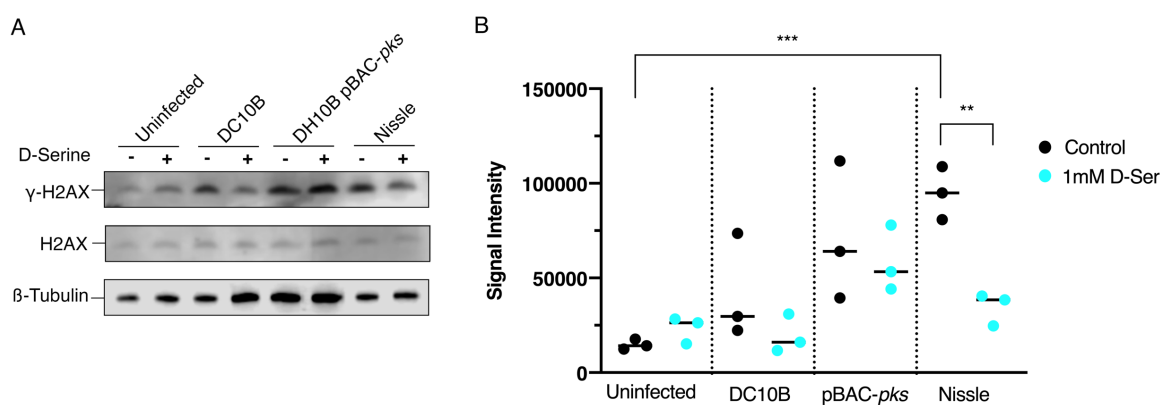 A
Uninfected DC10B DH10B pBAC-pks Nissle
D-Serine - + - + - + - +
γ-H2AX
H2AX
ß-Tubulin
B
***
**
Signal Intensity
150000
100000
50000
0
Uninfected DC10B pBAC-pks Nissle
Control
1mM D-Ser